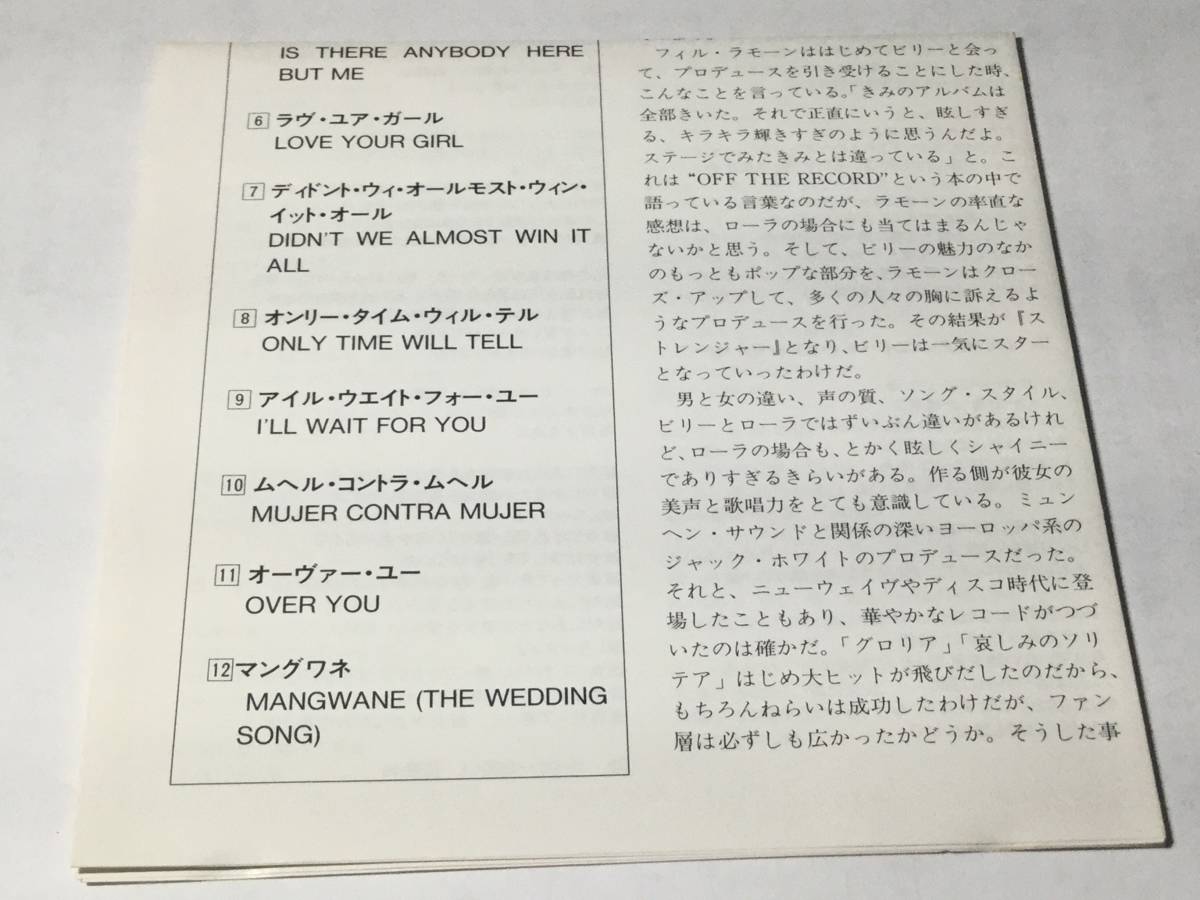 IS THERE ANYBODY HERE
BUT ME
6 ラヴ・ユア・ガール
LOVE YOUR GIRL
7 ディドント・ウィ・オールモスト・ウィン・
イット・オール
DIDN'T WE ALMOST WIN IT
ALL
8 オンリー・タイム・ウィル・テル
ONLY TIME WILL TELL
9 アイル・ウエイト・フォー・ユー
I'LL WAIT FOR YOU
10 ムヘル・コントラ・ムヘル
MUJER CONTRA MUJER
11 オーヴァー・ユー
OVER YOU
12 マングワネ
MANGWANE (THE WEDDING
SONG)
フィル・ラモーンははじめてビリーと会っ
て、プロデュースを引き受けることにした時、
こんなことを言っている。「きみのアルバムは
全部きいた。それで正直にいうと、眩しすぎ
る、キラキラ輝きすぎのように思うんだよ。
ステージでみたきみとは違っている」と。こ
れは“OFF THE RECORD”という本の中で
語っている言葉なのだが、ラモーンの率直な
感想は、ローラの場合にも当てはまるんじゃ
ないかと思う。そして、ビリーの魅力のなか
のもっともポップな部分を、ラモーンはクロー
ズ・アップして、多くの人々の胸に訴えるよ
うなプロデュースを行った。その結果が『ス
トレンジャー』となり、ビリーは一気にスター
となっていったわけだ。
男と女の違い、声の質、ソング・スタイル、
ビリーとローラではずいぶん違いがあるけれ
ど、ローラの場合も、とかく眩しくシャイニー
でありすぎるきらいがある。作る側が彼女の
美声と歌唱力をとても意識している。ミュン
ヘン・サウンドと関係の深いヨーロッパ系の
ジャック・ホワイトのプロデュースだった。
それと、ニューウェイヴやディスコ時代に登
場したこともあり、華やかなレコードがつづ
いたのは確かだ。「グロリア」「哀しみのソリ
テア」はじめ大ヒットが飛びだしたのだから、
もちろんねらいは成功したわけだが、ファン
層は必ずしも広かったかどうか。そうした事